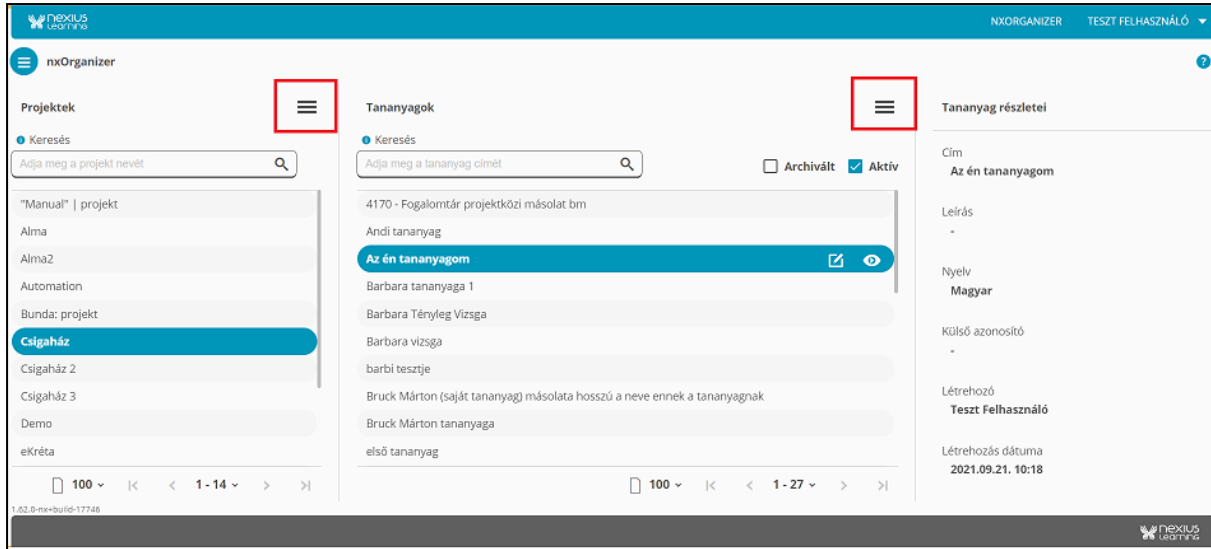 nexius
learning
NXORGANIZER
TESZT FELHASZNÁLÓ
nxOrganizer
?
Projektek
Keresés
Adja meg a projekt nevét
"Manual" | projekt
Alma
Alma2
Automation
Bunda: projekt
Csigaház
Csigaház 2
Csigaház 3
Demo
eKréta
100
1 - 14
Tananyagok
Keresés
Adja meg a tananyag címét
Archivált
Aktív
4170 - Fogalomtár projektközi másolat bm
Andi tananyag
Az én tananyagom
Barbara tananyaga 1
Barbara Tényleg Vizsga
Barbara vizsga
barbi tesztje
Bruck Márton (saját tananyag) másolata hosszú a neve ennek a tananyagnak
Bruck Márton tananyaga
első tananyag
100
1 - 27
Tananyag részletei
Cím
Az én tananyagom
Leírás
-
Nyelv
Magyar
Külső azonosító
-
Létrehozó
Teszt Felhasználó
Létrehozás dátuma
2021.09.21. 10:18
1.62.0-nx+build-17746
nexius
learning